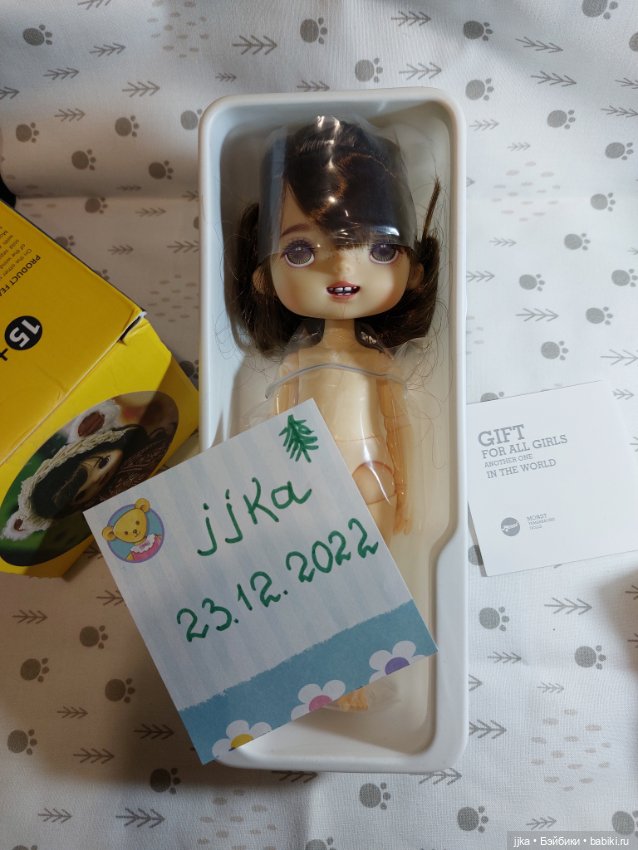 PRODUCT FEA
15+
jjka
23.12.2022
GIFT
FOR ALL GIRLS
ANOTHER ONE
IN THE WORLD
jjka • Бэйбики • babiki.ru